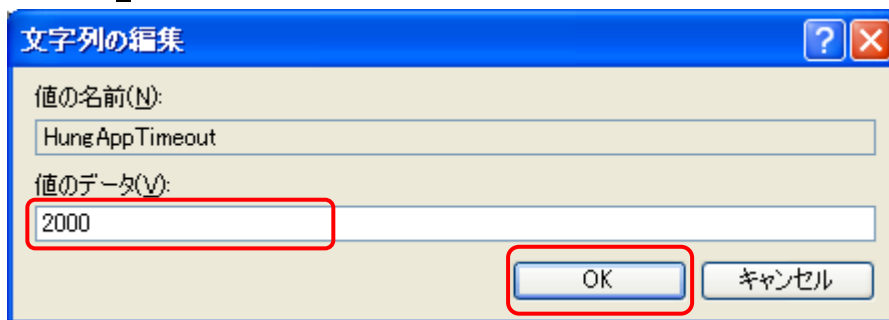 文字列の編集
値の名前(N):
HungAppTimeout
値のデータ(V):
2000
OK キャンセル